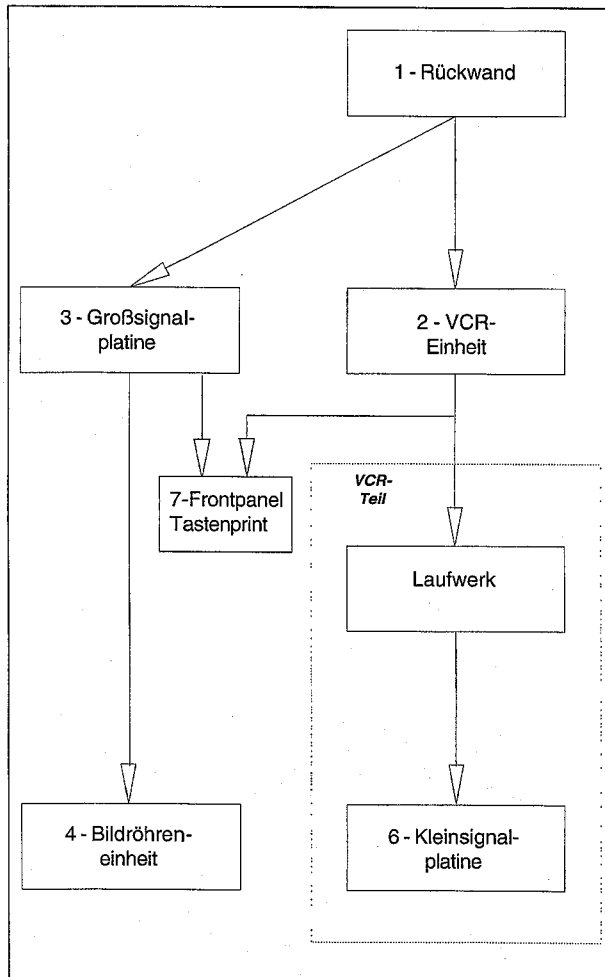 1 - Rückwand
3 - Großsignal-
platine
2 - VCR-
Einheit
7-Frontpanel
Tastenprint
VCR-
Teil
Laufwerk
4 - Bildröhren-
einheit
6 - Kleinsignal-
platine